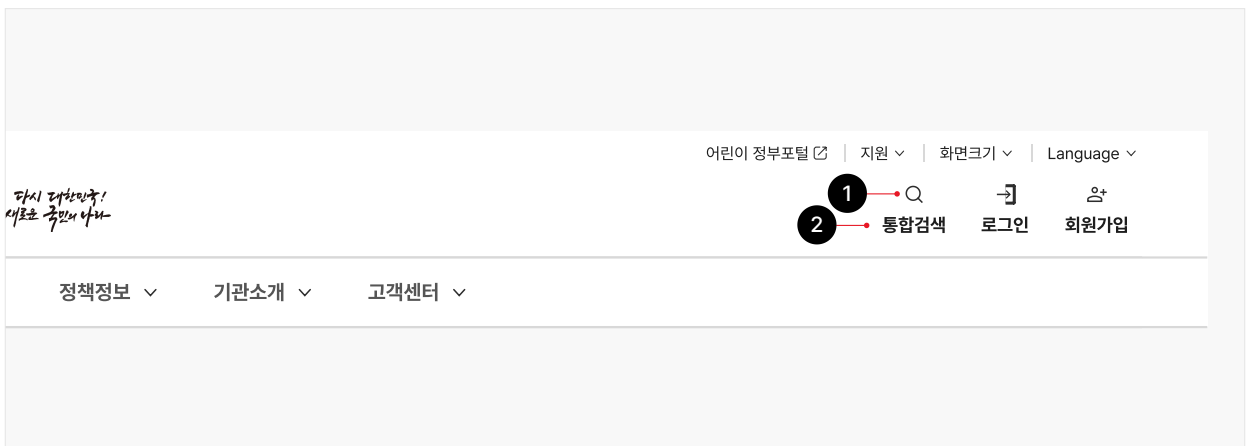 어린이 정부포털 지원 화면크기 Language
다시 대한민국!
새로운 국민의 나라
1
2
통합검색 로그인 회원가입
정책정보 기관소개 고객센터